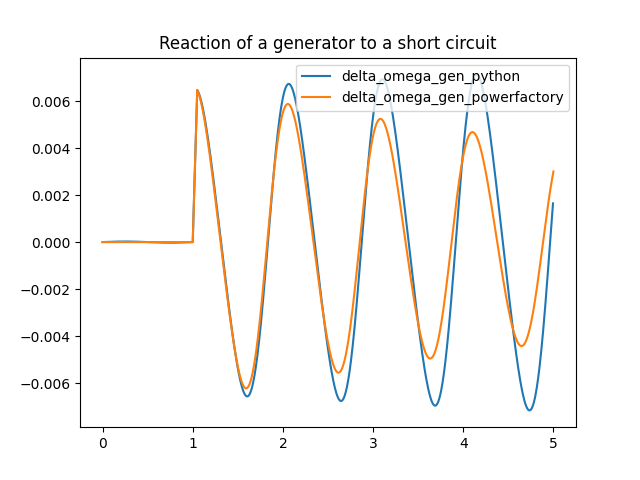 Reaction of a generator to a short circuit
delta_omega_gen_python
delta_omega_gen_powerfactory
0.006
0.004
0.002
0.000
−0.002
−0.004
−0.006
0 1 2 3 4 5